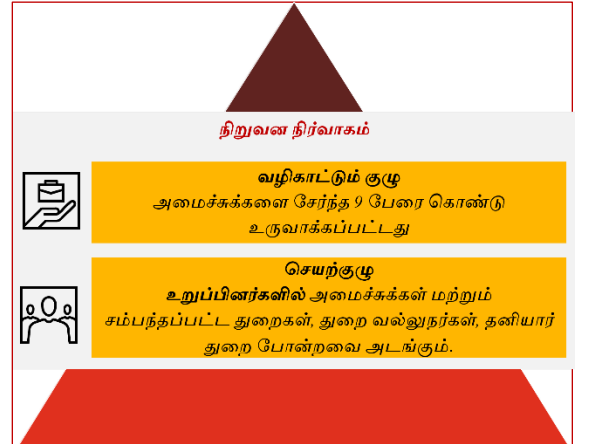 நிறுவன நிர்வாகம்
வழிகாட்டும் குழு
அமைச்சுக்களை சேர்ந்த 9 பேரை கொண்டு
உருவாக்கப்பட்டது
செயற்குழு
உறுப்பினர்களில் அமைச்சுக்கள் மற்றும்
சம்பந்தப்பட்ட துறைகள், துறை வல்லுநர்கள், தனியார்
துறை போன்றவை அடங்கும்.